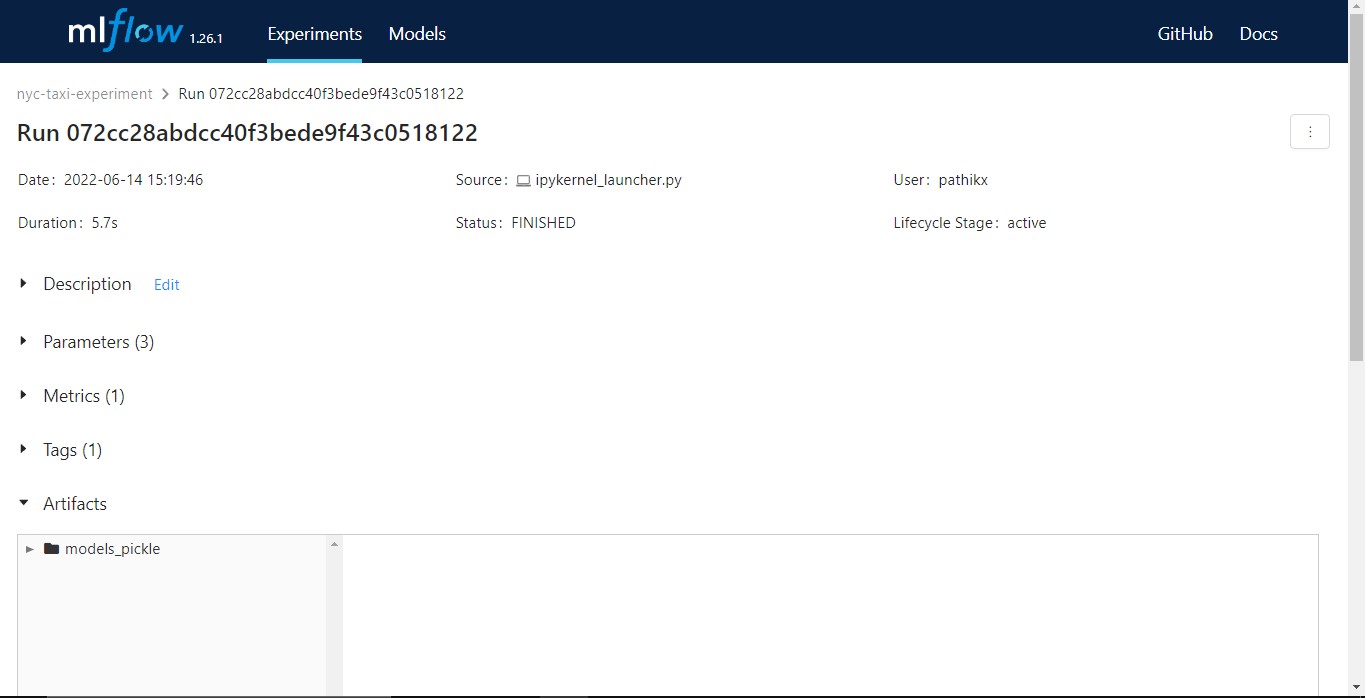 mlflow 1.26.1 Experiments Models GitHub Docs
nyc-taxi-experiment > Run 072cc28abdcc40f3bede9f43c0518122
Run 072cc28abdcc40f3bede9f43c0518122
Date: 2022-06-14 15:19:46 Source: ipykernel_launcher.py User: pathikx
Duration: 5.7s Status: FINISHED Lifecycle Stage: active
Description Edit
Parameters (3)
Metrics (1)
Tags (1)
Artifacts
models_pickle